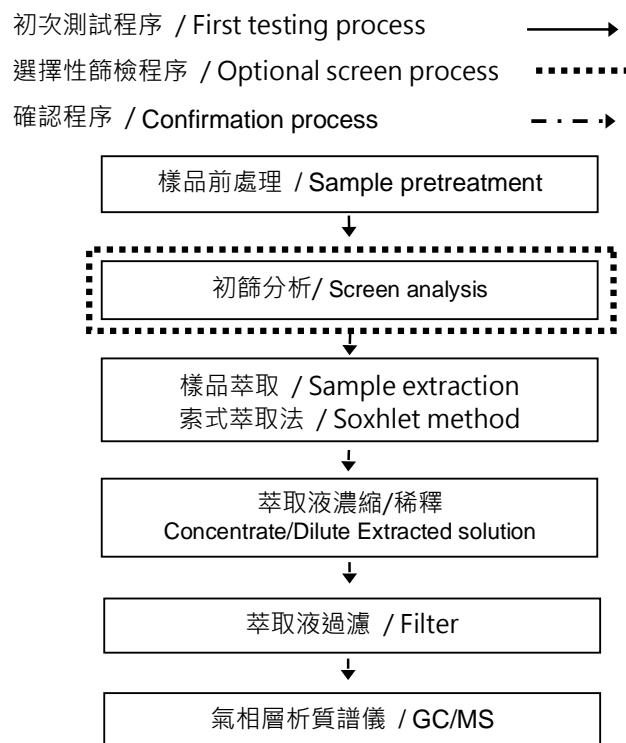 初次測試程序 / First testing process
選擇性篩檢程序 / Optional screen process
確認程序 / Confirmation process
樣品前處理 / Sample pretreatment
初篩分析/ Screen analysis
樣品萃取 / Sample extraction
索式萃取法 / Soxhlet method
萃取液濃縮/稀釋
Concentrate/Dilute Extracted solution
萃取液過濾 / Filter
氣相層析質譜儀 / GC/MS